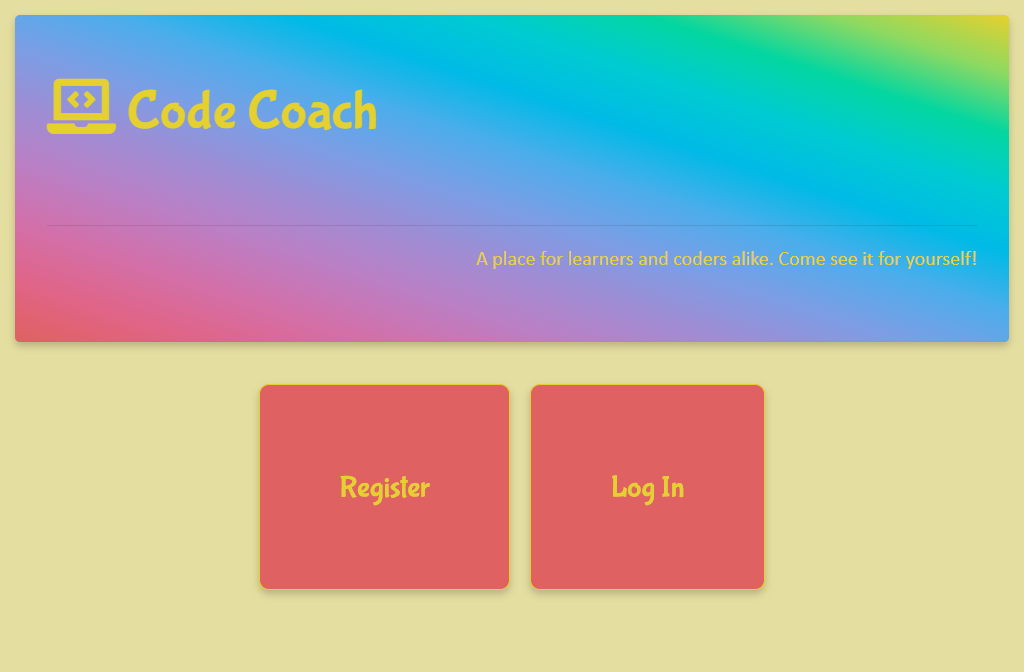 Code Coach
A place for learners and coders alike. Come see it for yourself!
Register
Log In